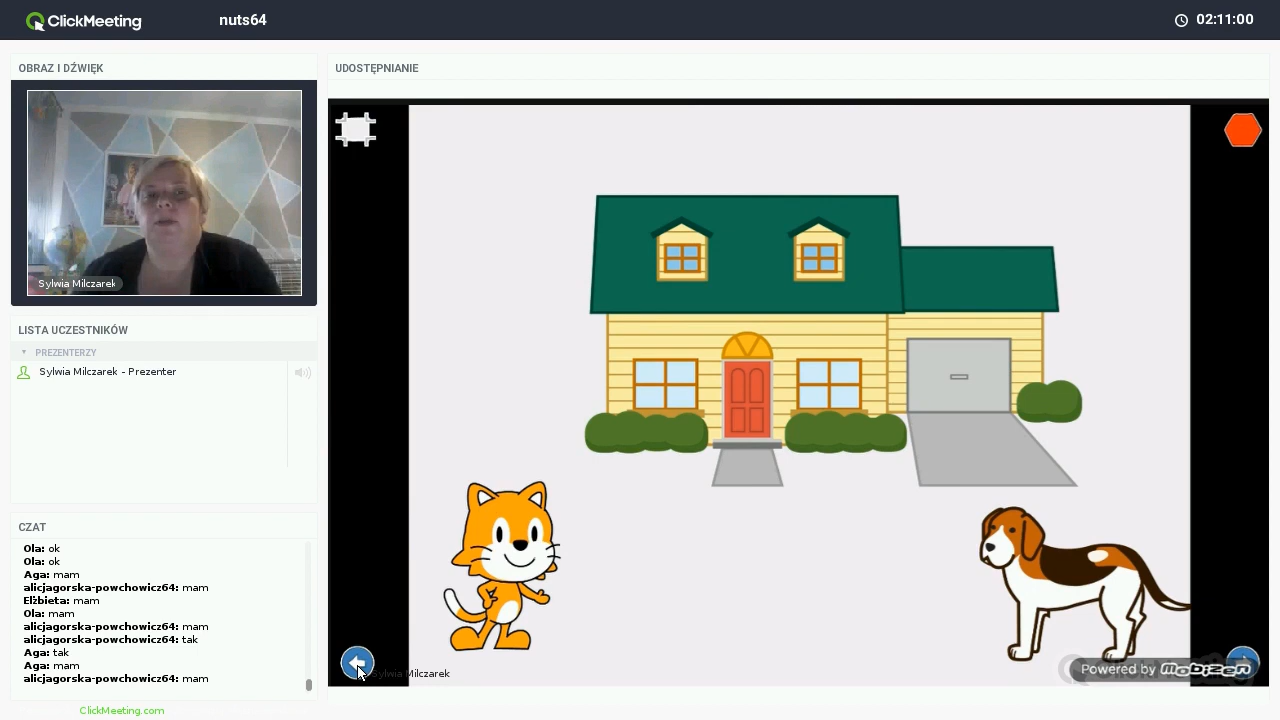 ClickMeeting
nuts64
02:11:00
OBRAZ I DŹWIĘK
UDOSTĘPNIANIE
Sylwia Milczarek
LISTA UCZESTNIKÓW
PREZENTERZY
Sylwia Milczarek - Prezenter
CZAT
Ola: ok
Ola: ok
Aga: mam
alicjagorska-powchowicz64: mam
Elżbieta: mam
Ola: mam
alicjagorska-powchowicz64: mam
alicjagorska-powchowicz64: tak
Aga: tak
Aga: mam
alicjagorska-powchowicz64: mam
Sylwia Milczarek
Powered by Mobizen
ClickMeeting.com